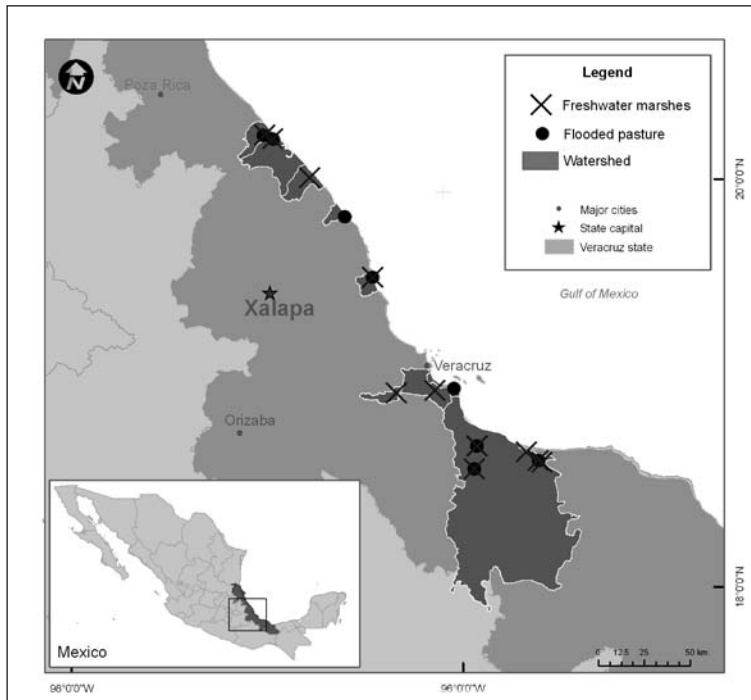 N
Poza Rica
Legend
Freshwater marshes
Flooded pasture
Watershed
Major cities
State capital
Veracruz state
20°0'0"N
Gulf of Mexico
Xalapa
Veracruz
Orizaba
18°0'0"N
Mexico
0 12.5 25 50 km
98°0'0"W
96°0'0"W